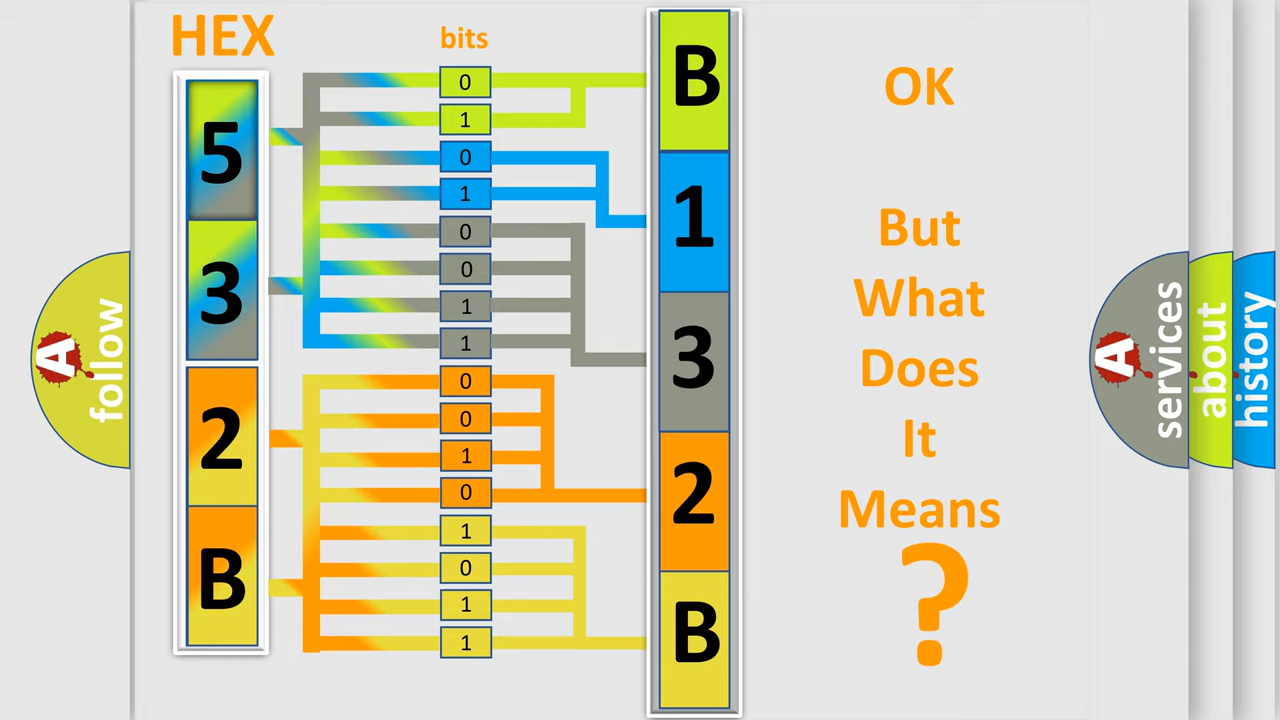 HEX
bits
5
3
2
B
0
1
0
1
0
0
1
1
0
0
1
0
1
0
1
1
B
1
3
2
B
OK
But
What
Does
It
Means
?
A
follow
A
services
about
history